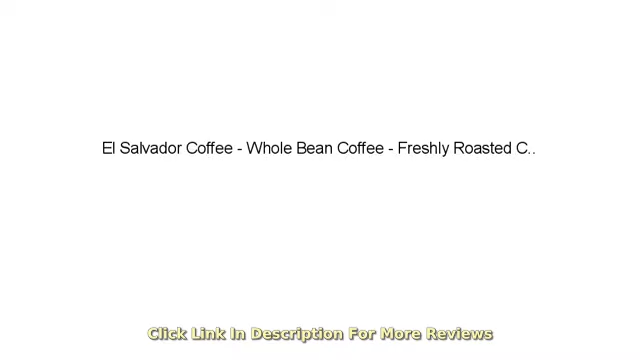 El Salvador Coffee - Whole Bean Coffee - Freshly Roasted C..
Click Link In Description For More Reviews